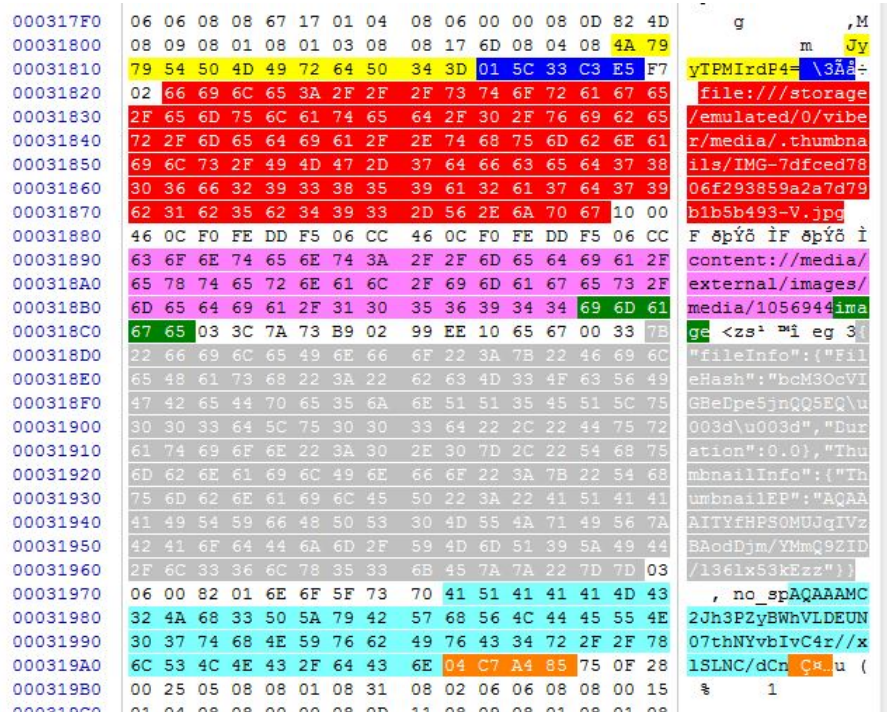 000317F0 06 06 08 08 67 17 01 04 08 06 00 00 08 0D 82 4D g ‚M
00031800 08 09 08 01 08 01 03 08 08 17 6D 08 04 08 4A 79 m Jy
00031810 79 54 50 4D 49 72 64 50 34 3D 01 5C 33 C3 E5 F7 yTPMIrdP4= \3Ãå÷
00031820 02 66 69 6C 65 3A 2F 2F 2F 73 74 6F 72 61 67 65 file:///storage
00031830 2F 65 6D 75 6C 61 74 65 64 2F 30 2F 76 69 62 65 /emulated/0/vibe
00031840 72 2F 6D 65 64 69 61 2F 2E 74 68 75 6D 62 6E 61 r/media/.thumbna
00031850 69 6C 73 2F 49 4D 47 2D 37 64 66 63 65 64 37 38 ils/IMG-7dfced78
00031860 30 36 66 32 39 33 38 35 39 61 32 61 37 64 37 39 06f293859a2a7d79
00031870 62 31 62 35 62 34 39 33 2D 56 2E 6A 70 67 10 00 b1b5b493-V.jpg
00031880 46 0C F0 FE DD F5 06 CC 46 0C F0 FE DD F5 06 CC F ðþÝõ ÌF ðþÝõ Ì
00031890 63 6F 6E 74 65 6E 74 3A 2F 2F 6D 65 64 69 61 2F content://media/
000318A0 65 78 74 65 72 6E 61 6C 2F 69 6D 61 67 65 73 2F external/images/
000318B0 6D 65 64 69 61 2F 31 30 35 36 39 34 34 69 6D 61 media/1056944ima
000318C0 67 65 03 3C 7A 73 B9 02 99 EE 10 65 67 00 33 7B ge <zs¹ ™î eg 3{
000318D0 22 66 69 6C 65 49 6E 66 6F 22 3A 7B 22 46 69 6C "fileInfo":{"Fil
000318E0 65 48 61 73 68 22 3A 22 62 63 4D 33 4F 63 56 49 eHash":"bcM3OcVI
000318F0 47 42 65 44 70 65 35 6A 6E 51 51 35 45 51 5C 75 GBeDpe5jnQQ5EQ\u
00031900 30 30 33 64 5C 75 30 30 33 64 22 2C 22 44 75 72 003d\u003d","Dur
00031910 61 74 69 6F 6E 22 3A 30 2E 30 7D 2C 22 54 68 75 ation":0.0},"Thu
00031920 6D 62 6E 61 69 6C 49 6E 66 6F 22 3A 7B 22 54 68 mbnailInfo":{"Th
00031930 75 6D 62 6E 61 69 6C 45 50 22 3A 22 41 51 41 41 umbnailEP":"AQAA
00031940 41 49 54 59 66 48 50 53 30 4D 55 4A 71 49 56 7A AITYfHPS0MUJqIVz
00031950 42 41 6F 64 44 6A 6D 2F 59 4D 6D 51 39 5A 49 44 BAodDjm/YMmQ9ZID
00031960 2F 6C 33 36 6C 78 35 33 6B 45 7A 7A 22 7D 7D 03 /l36lx53kEzz"}}
00031970 06 00 82 01 6E 6F 5F 73 70 41 51 41 41 41 4D 43 ‚ no_spAQAAAMC
00031980 32 4A 68 33 50 5A 79 42 57 68 56 4C 44 45 55 4E 2Jh3PZyBWhVLDEUN
00031990 30 37 74 68 4E 59 76 62 49 76 43 34 72 2F 2F 78 07thNYvbIvC4r//x
000319A0 6C 53 4C 4E 43 2F 64 43 6E 04 C7 A4 85 75 0F 28 lSLNC/dCn Ç¤…u (
000319B0 00 25 05 08 08 01 08 31 08 02 06 06 08 08 00 15 % 1